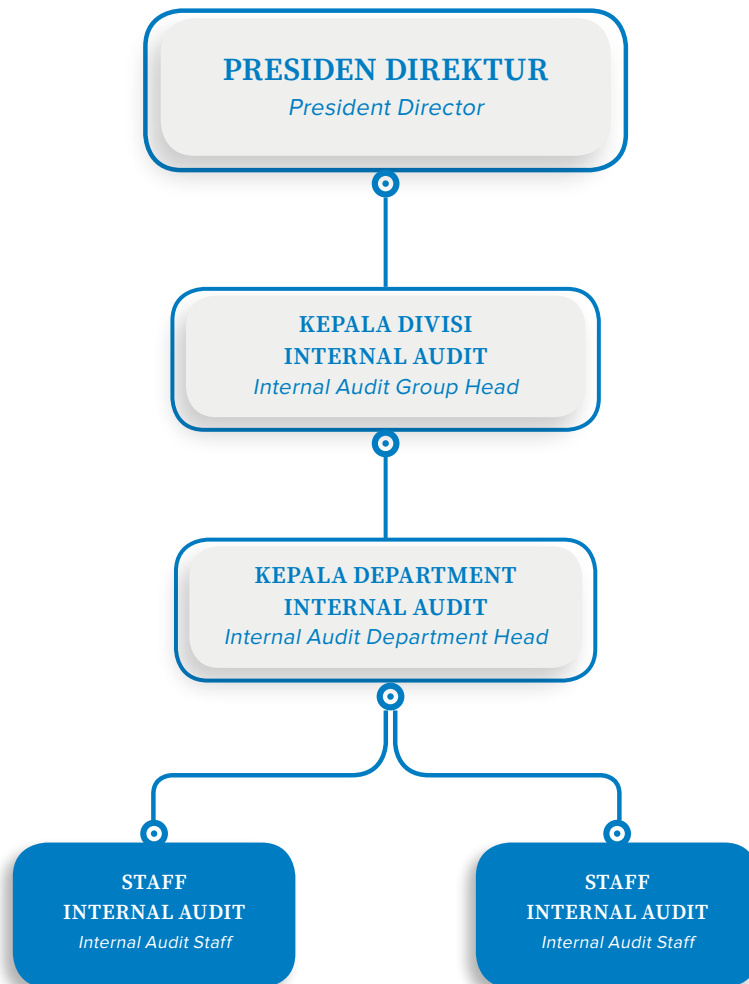 PRESIDEN DIREKTUR
President Director
KEPALA DIVISI
INTERNAL AUDIT
Internal Audit Group Head
KEPALA DEPARTMENT
INTERNAL AUDIT
Internal Audit Department Head
STAFF
INTERNAL AUDIT
Internal Audit Staff
STAFF
INTERNAL AUDIT
Internal Audit Staff